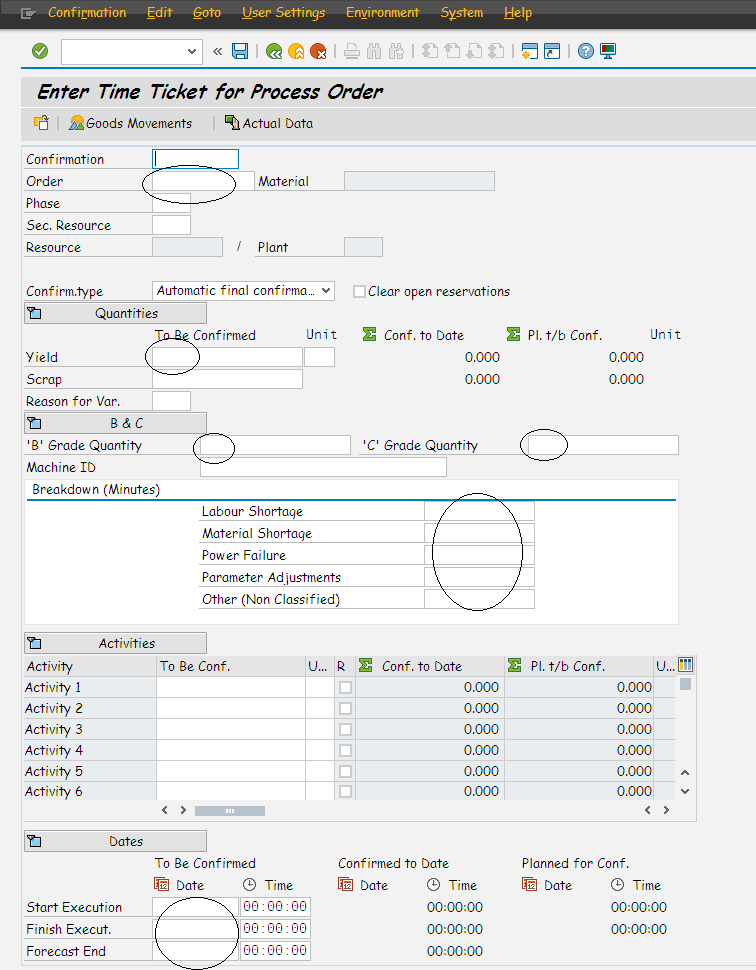 Confirmation Edit Goto User Settings Environment System Help
Enter Time Ticket for Process Order
Goods Movements Actual Data
Confirmation
Order Material
Phase
Sec. Resource
Resource / Plant
Confirm.type Automatic final confirma... Clear open reservations
Quantities
To Be Confirmed Unit Conf. to Date Pl. t/b Conf. Unit
Yield 0.000 0.000
Scrap 0.000 0.000
Reason for Var.
B & C
'B' Grade Quantity 'C' Grade Quantity
Machine ID
Breakdown (Minutes)
Labour Shortage
Material Shortage
Power Failure
Parameter Adjustments
Other (Non Classified)
Activities
Activity To Be Conf. U... R Conf. to Date Pl. t/b Conf. U...
Activity 1 0.000 0.000
Activity 2 0.000 0.000
Activity 3 0.000 0.000
Activity 4 0.000 0.000
Activity 5 0.000 0.000
Activity 6 0.000 0.000
Dates
To Be Confirmed Confirmed to Date Planned for Conf.
12 Date Time 12 Date Time 12 Date Time
Start Execution 00:00:00 00:00:00 00:00:00
Finish Execut. 00:00:00 00:00:00 00:00:00
Forecast End 00:00:00 00:00:00